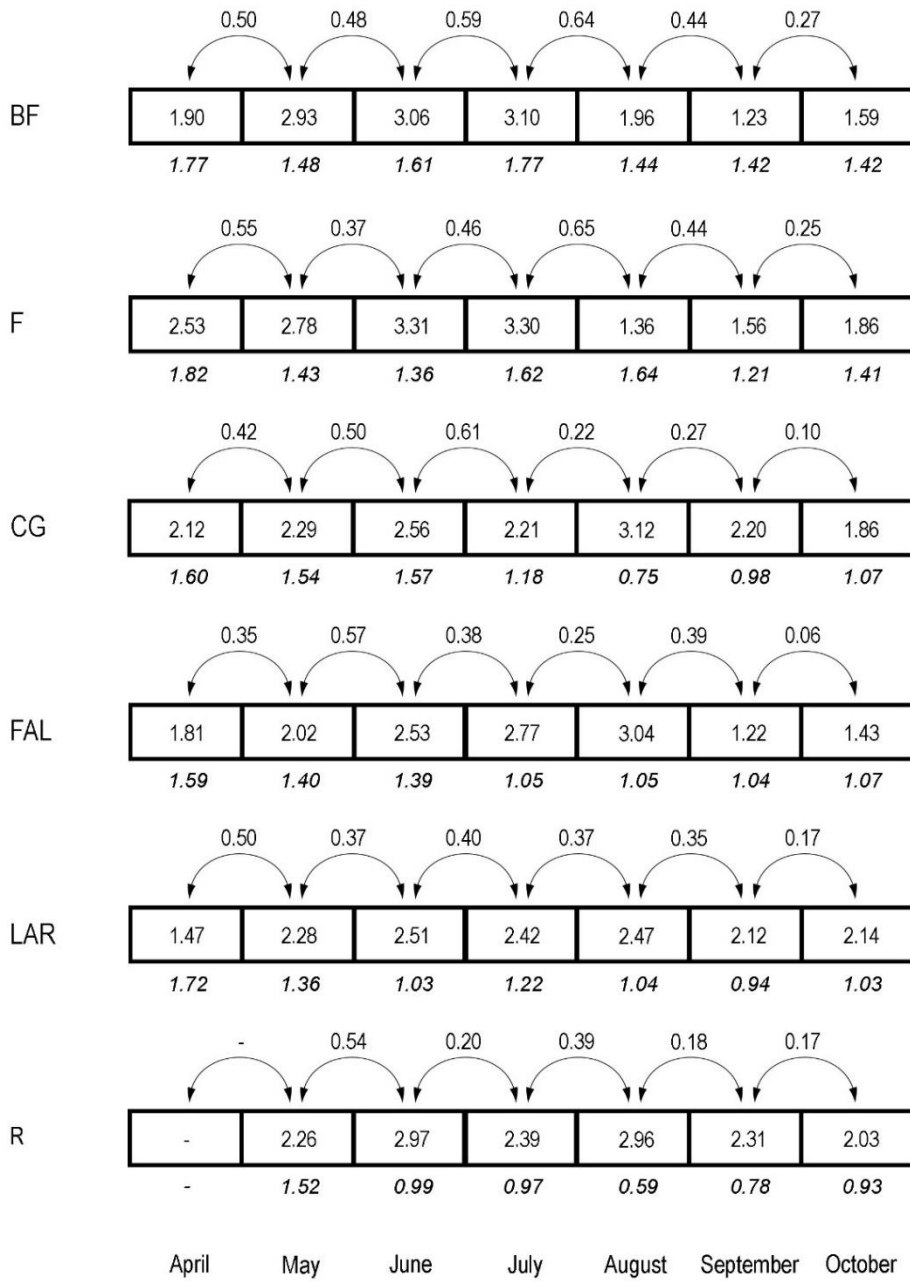 0.50 0.48 0.59 0.64 0.44 0.27
BF 1.90 2.93 3.06 3.10 1.96 1.23 1.59
1.77 1.48 1.61 1.77 1.44 1.42 1.42
0.55 0.37 0.46 0.65 0.44 0.25
F 2.53 2.78 3.31 3.30 1.36 1.56 1.86
1.82 1.43 1.36 1.62 1.64 1.21 1.41
0.42 0.50 0.61 0.22 0.27 0.10
CG 2.12 2.29 2.56 2.21 3.12 2.20 1.86
1.60 1.54 1.57 1.18 0.75 0.98 1.07
0.35 0.57 0.38 0.25 0.39 0.06
FAL 1.81 2.02 2.53 2.77 3.04 1.22 1.43
1.59 1.40 1.39 1.05 1.05 1.04 1.07
0.50 0.37 0.40 0.37 0.35 0.17
LAR 1.47 2.28 2.51 2.42 2.47 2.12 2.14
1.72 1.36 1.03 1.22 1.04 0.94 1.03
- 0.54 0.20 0.39 0.18 0.17
R - 2.26 2.97 2.39 2.96 2.31 2.03
- 1.52 0.99 0.97 0.59 0.78 0.93
April May June July August September October